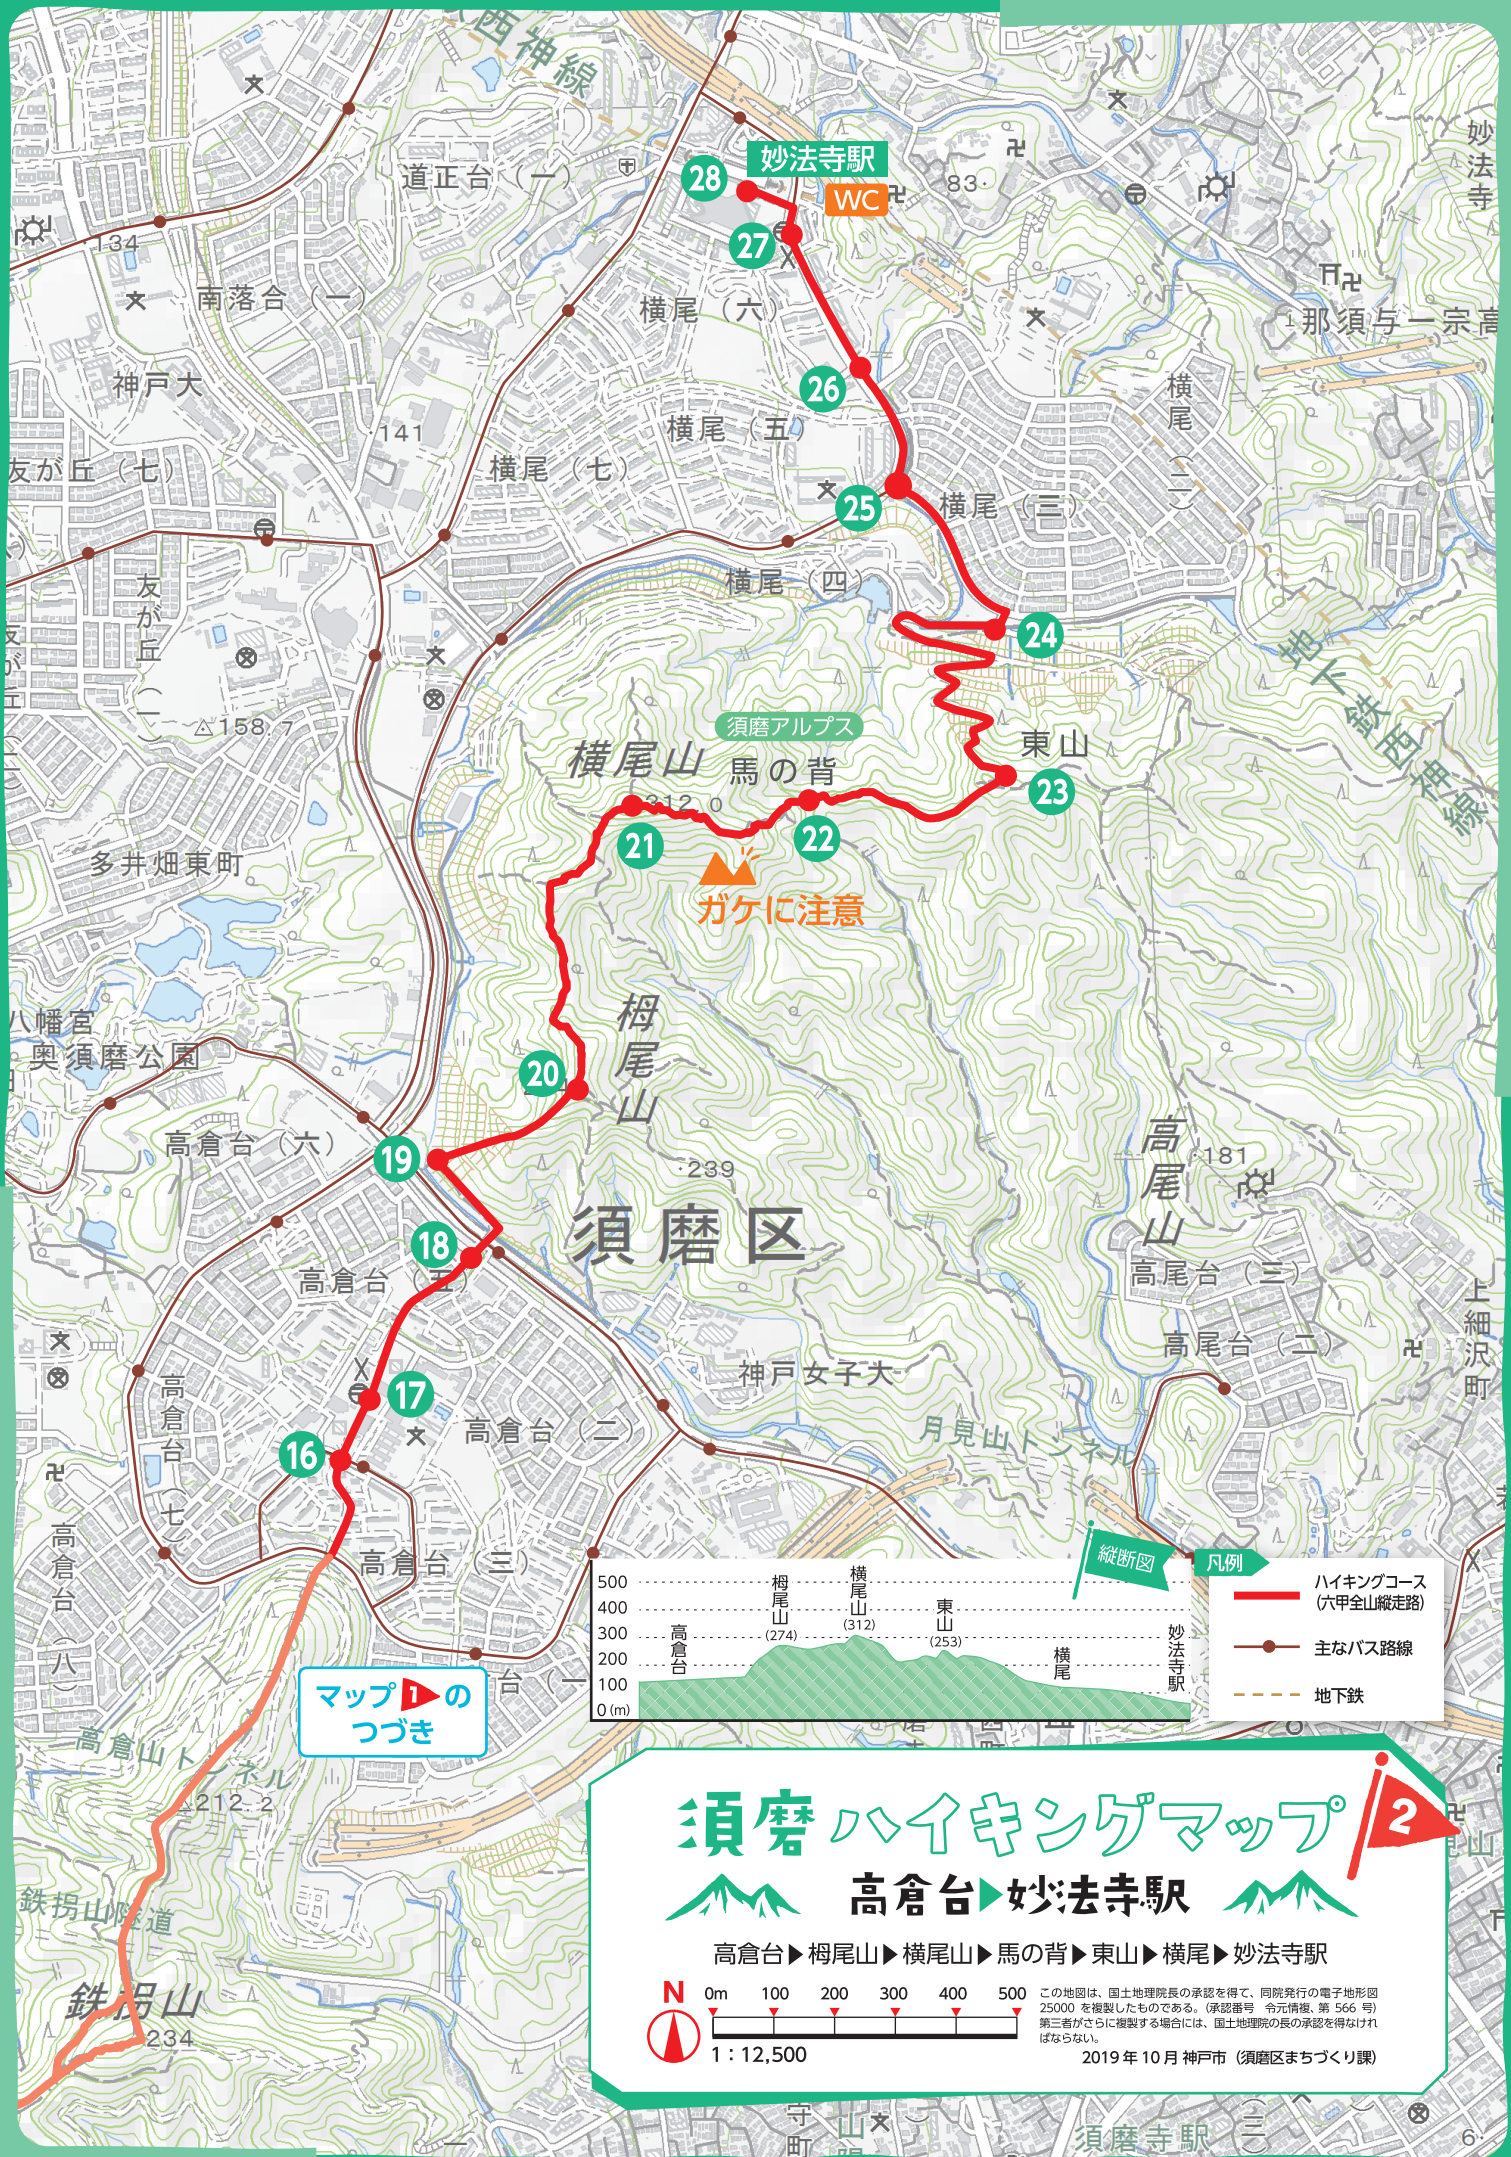 西神線
妙法寺駅
WC
28
27
26
25
24
23
22
21
20
19
18
17
16
道正台（一）
83
妙法寺
134
南落合（一）
横尾（六）
那須与一宗高
神戸大
141
横尾（五）
横尾（二）
友が丘（七）
横尾（七）
横尾（三）
友が丘（一）
横尾（四）
地下鉄西神線
158.7
須磨アルプス
横尾山
馬の背
東山
312.0
ガケに注意
多井畑東町
栂尾山
八幡宮
奥須磨公園
高倉台（六）
239
高尾山
181
須磨区
高倉台（五）
高尾台（三）
上細沢町
高尾台（二）
神戸女子大
高倉台（七）
高倉台（二）
月見山トンネル
高倉台（八）
高倉台（三）
台（一
マップ1の
つづき
高倉山トンネル
212.2
鉄拐山隧道
鉄拐山
234
縦断図
500
400
300
200
100
0(m)
高倉台
栂尾山
(274)
横尾山
(312)
東山
(253)
横尾
妙法寺駅
凡例
ハイキングコース
（六甲全山縦走路）
主なバス路線
地下鉄
須磨ハイキングマップ
2
高倉台▶妙法寺駅
高倉台▶栂尾山▶横尾山▶馬の背▶東山▶横尾▶妙法寺駅
N
0m 100 200 300 400 500
1：12,500
この地図は、国土地理院長の承認を得て、同院発行の電子地形図
25000 を複製したものである。（承認番号　令元情複、第 566 号）
第三者がさらに複製する場合には、国土地理院の長の承認を得なけれ
ばならない。
2019年10月 神戸市（須磨区まちづくり課）
守町
須磨寺駅
（三）
6